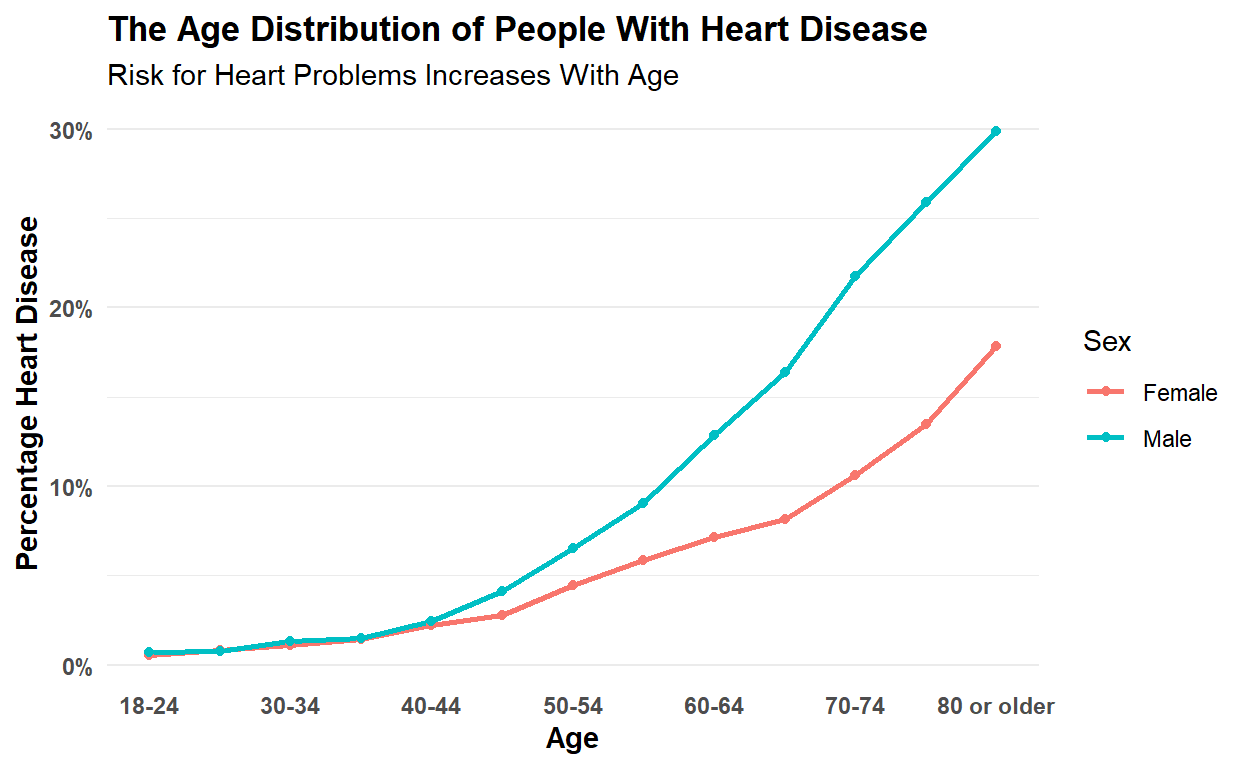 The Age Distribution of People With Heart Disease
Risk for Heart Problems Increases With Age
Percentage Heart Disease
30%
20%
10%
0%
18-24
30-34
40-44
50-54
60-64
70-74
80 or older
Age
Sex
Female
Male